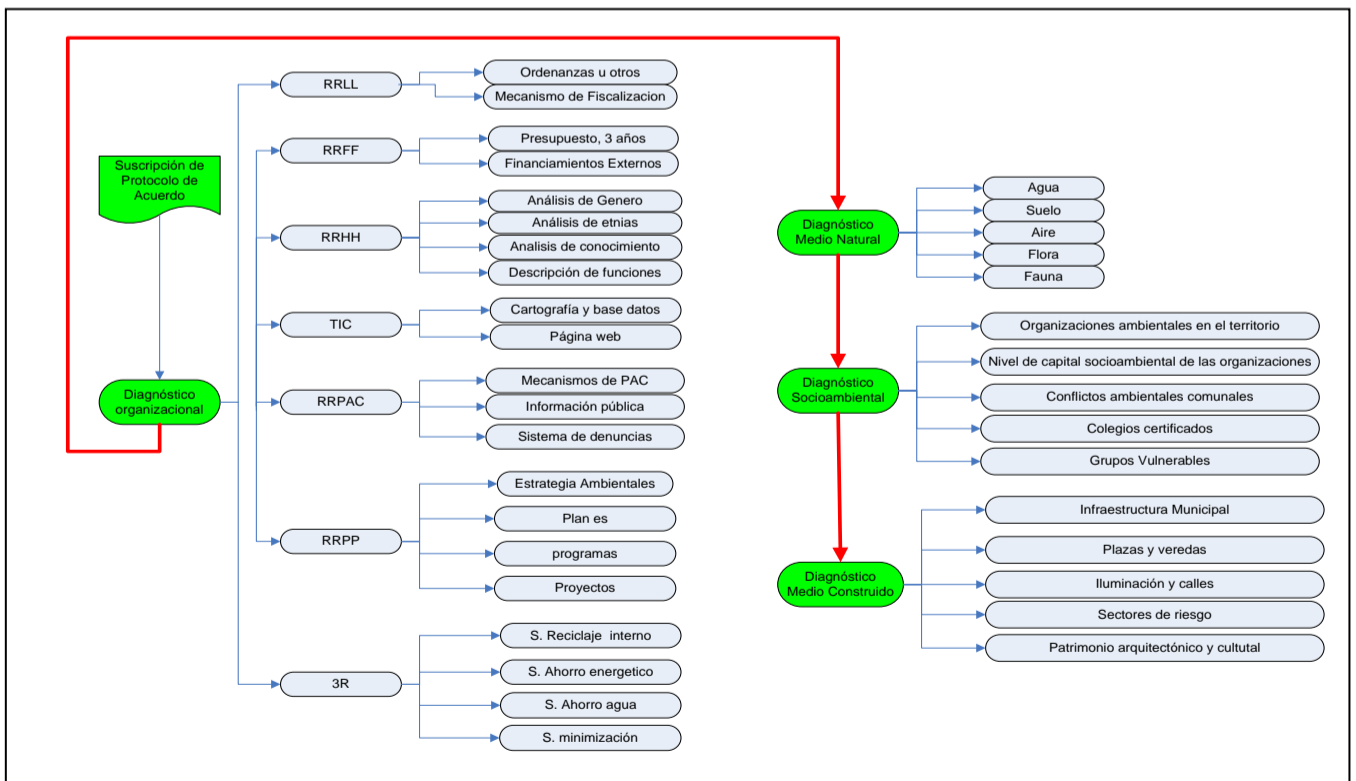 Suscripción de
Protocolo de
Acuerdo
Diagnóstico
organizacional
RRLL
Ordenanzas u otros
Mecanismo de Fiscalizacion
RRFF
Presupuesto, 3 años
Financiamientos Externos
RRHH
Análisis de Genero
Análisis de etnias
Analisis de conocimiento
Descripción de funciones
TIC
Cartografía y base datos
Página web
RRPAC
Mecanismos de PAC
Información pública
Sistema de denuncias
RRPP
Estrategia Ambientales
Plan es
programas
Proyectos
3R
S. Reciclaje interno
S. Ahorro energetico
S. Ahorro agua
S. minimización
Diagnóstico
Medio Natural
Agua
Suelo
Aire
Flora
Fauna
Diagnóstico
Socioambiental
Organizaciones ambientales en el territorio
Nivel de capital socioambiental de las organizaciones
Conflictos ambientales comunales
Colegios certificados
Grupos Vulnerables
Diagnóstico
Medio Construido
Infraestructura Municipal
Plazas y veredas
Iluminación y calles
Sectores de riesgo
Patrimonio arquitectónico y cultutal